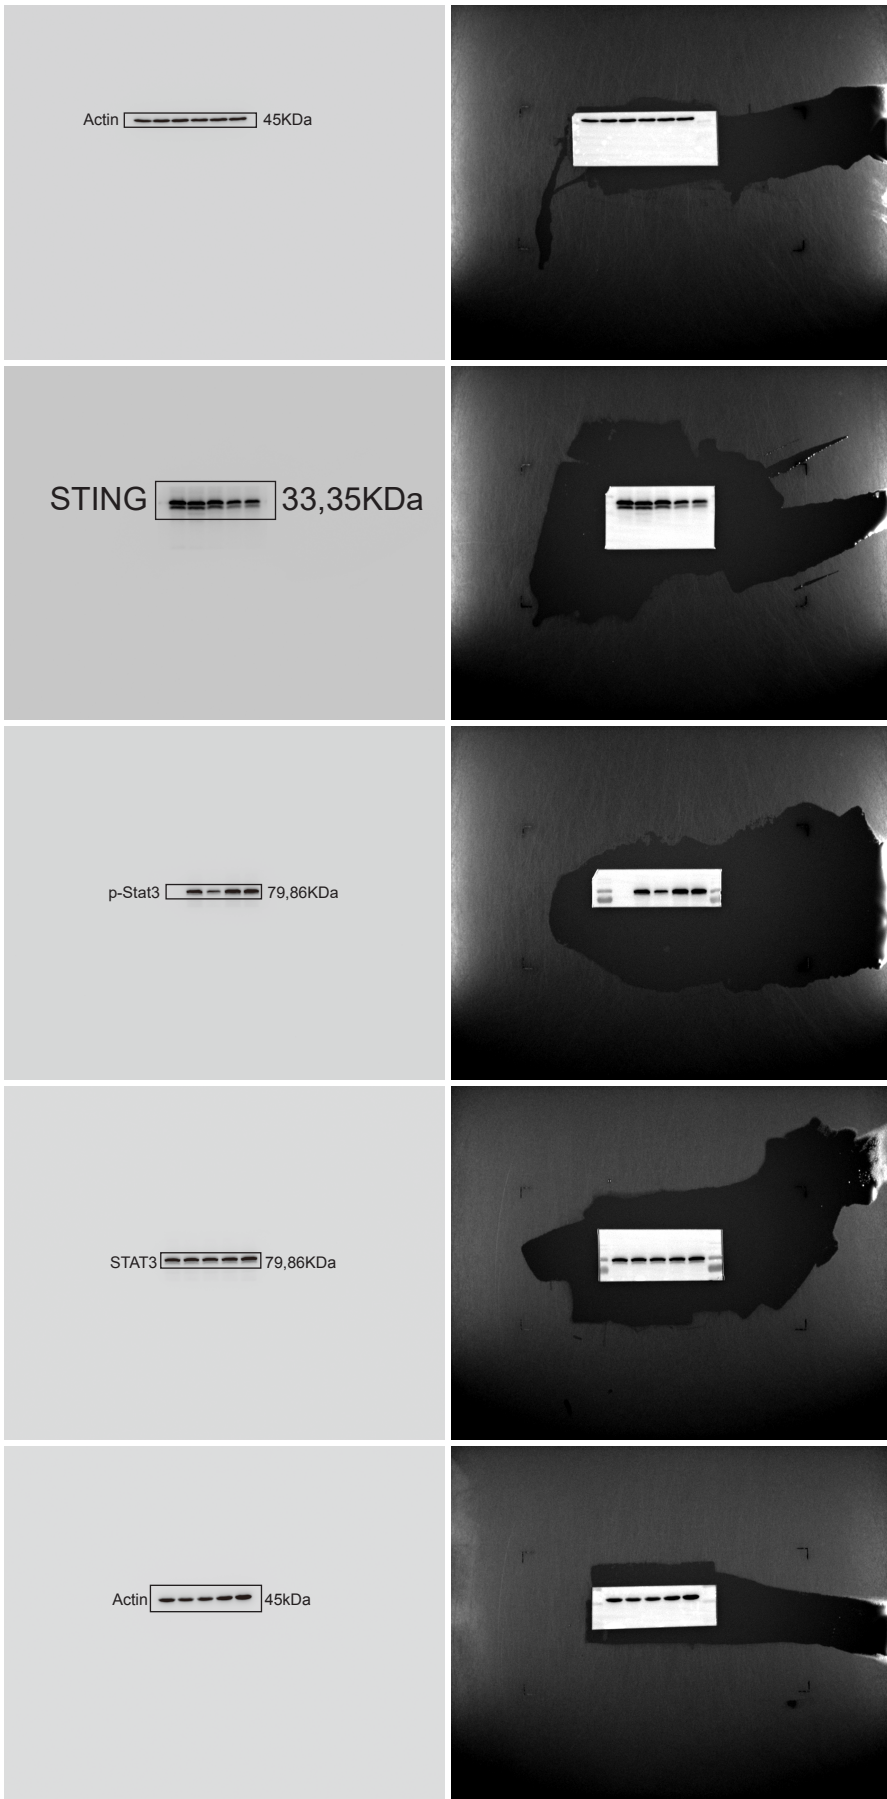 Actin 45KDa
STING 33,35KDa
p-Stat3 79,86KDa
STAT3 79,86KDa
Actin 45kDa